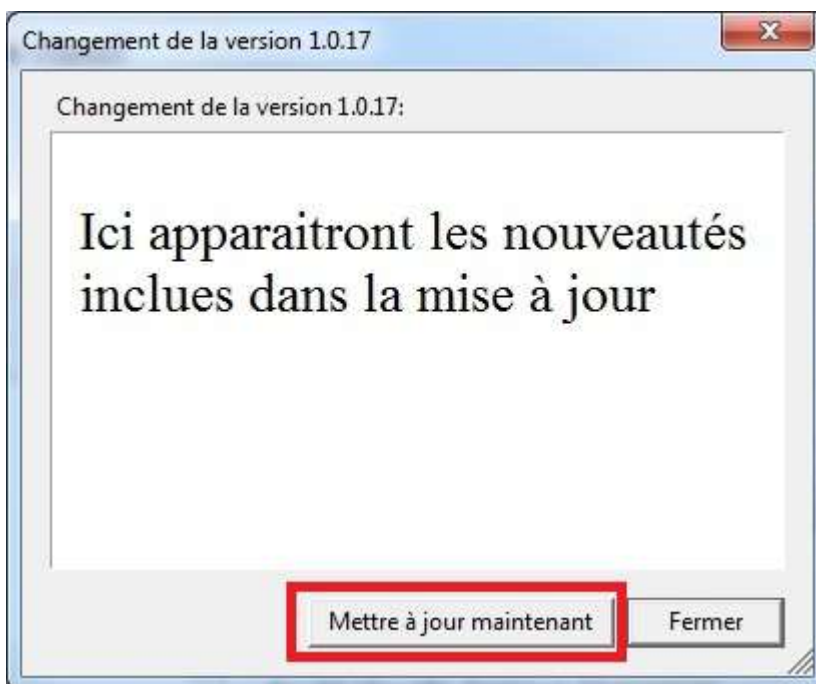 Changement de la version 1.0.17
Changement de la version 1.0.17:
Ici apparaitront les nouveautés
inclues dans la mise à jour
Mettre à jour maintenant
Fermer